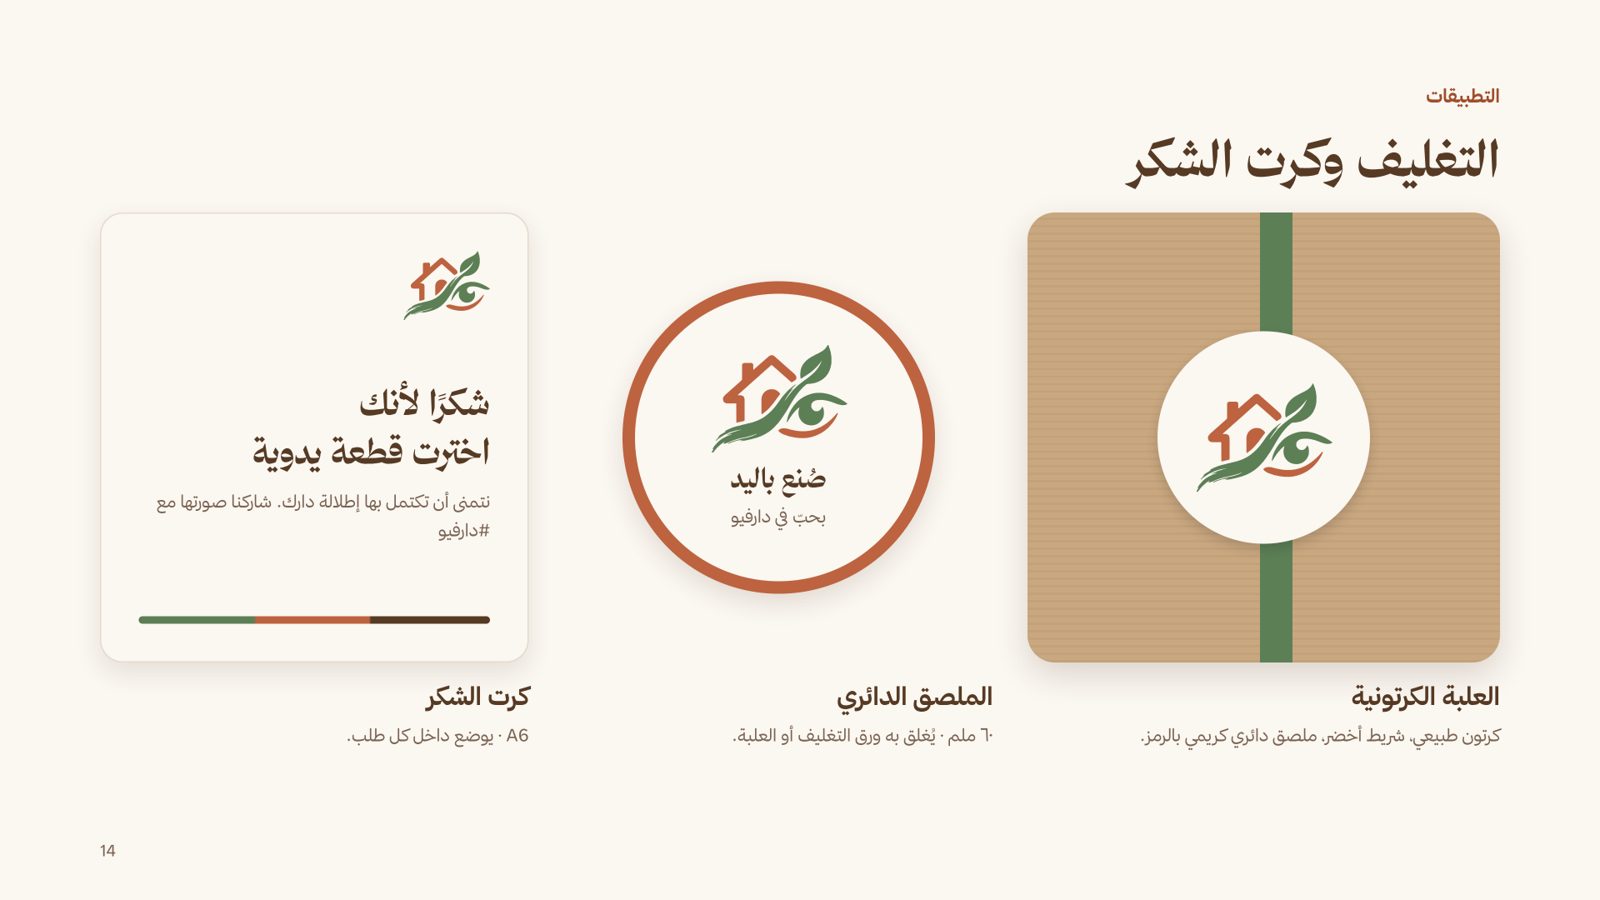 التطبيقات
التغليف وكرت الشكر
صُنع باليد
بحبّ في دارفيو
شكرًا لأنك
اخترت قطعة يدوية
نتمنى أن تكتمل بها إطلالة دارك. شاركنا صورتها مع
#دارفيو
العلبة الكرتونية
كرتون طبيعي، شريط أخضر، ملصق دائري كريمي بالرمز.
الملصق الدائري
٦٠ ملم · يُغلق به ورق التغليف أو العلبة.
كرت الشكر
A6 · يوضع داخل كل طلب.
14